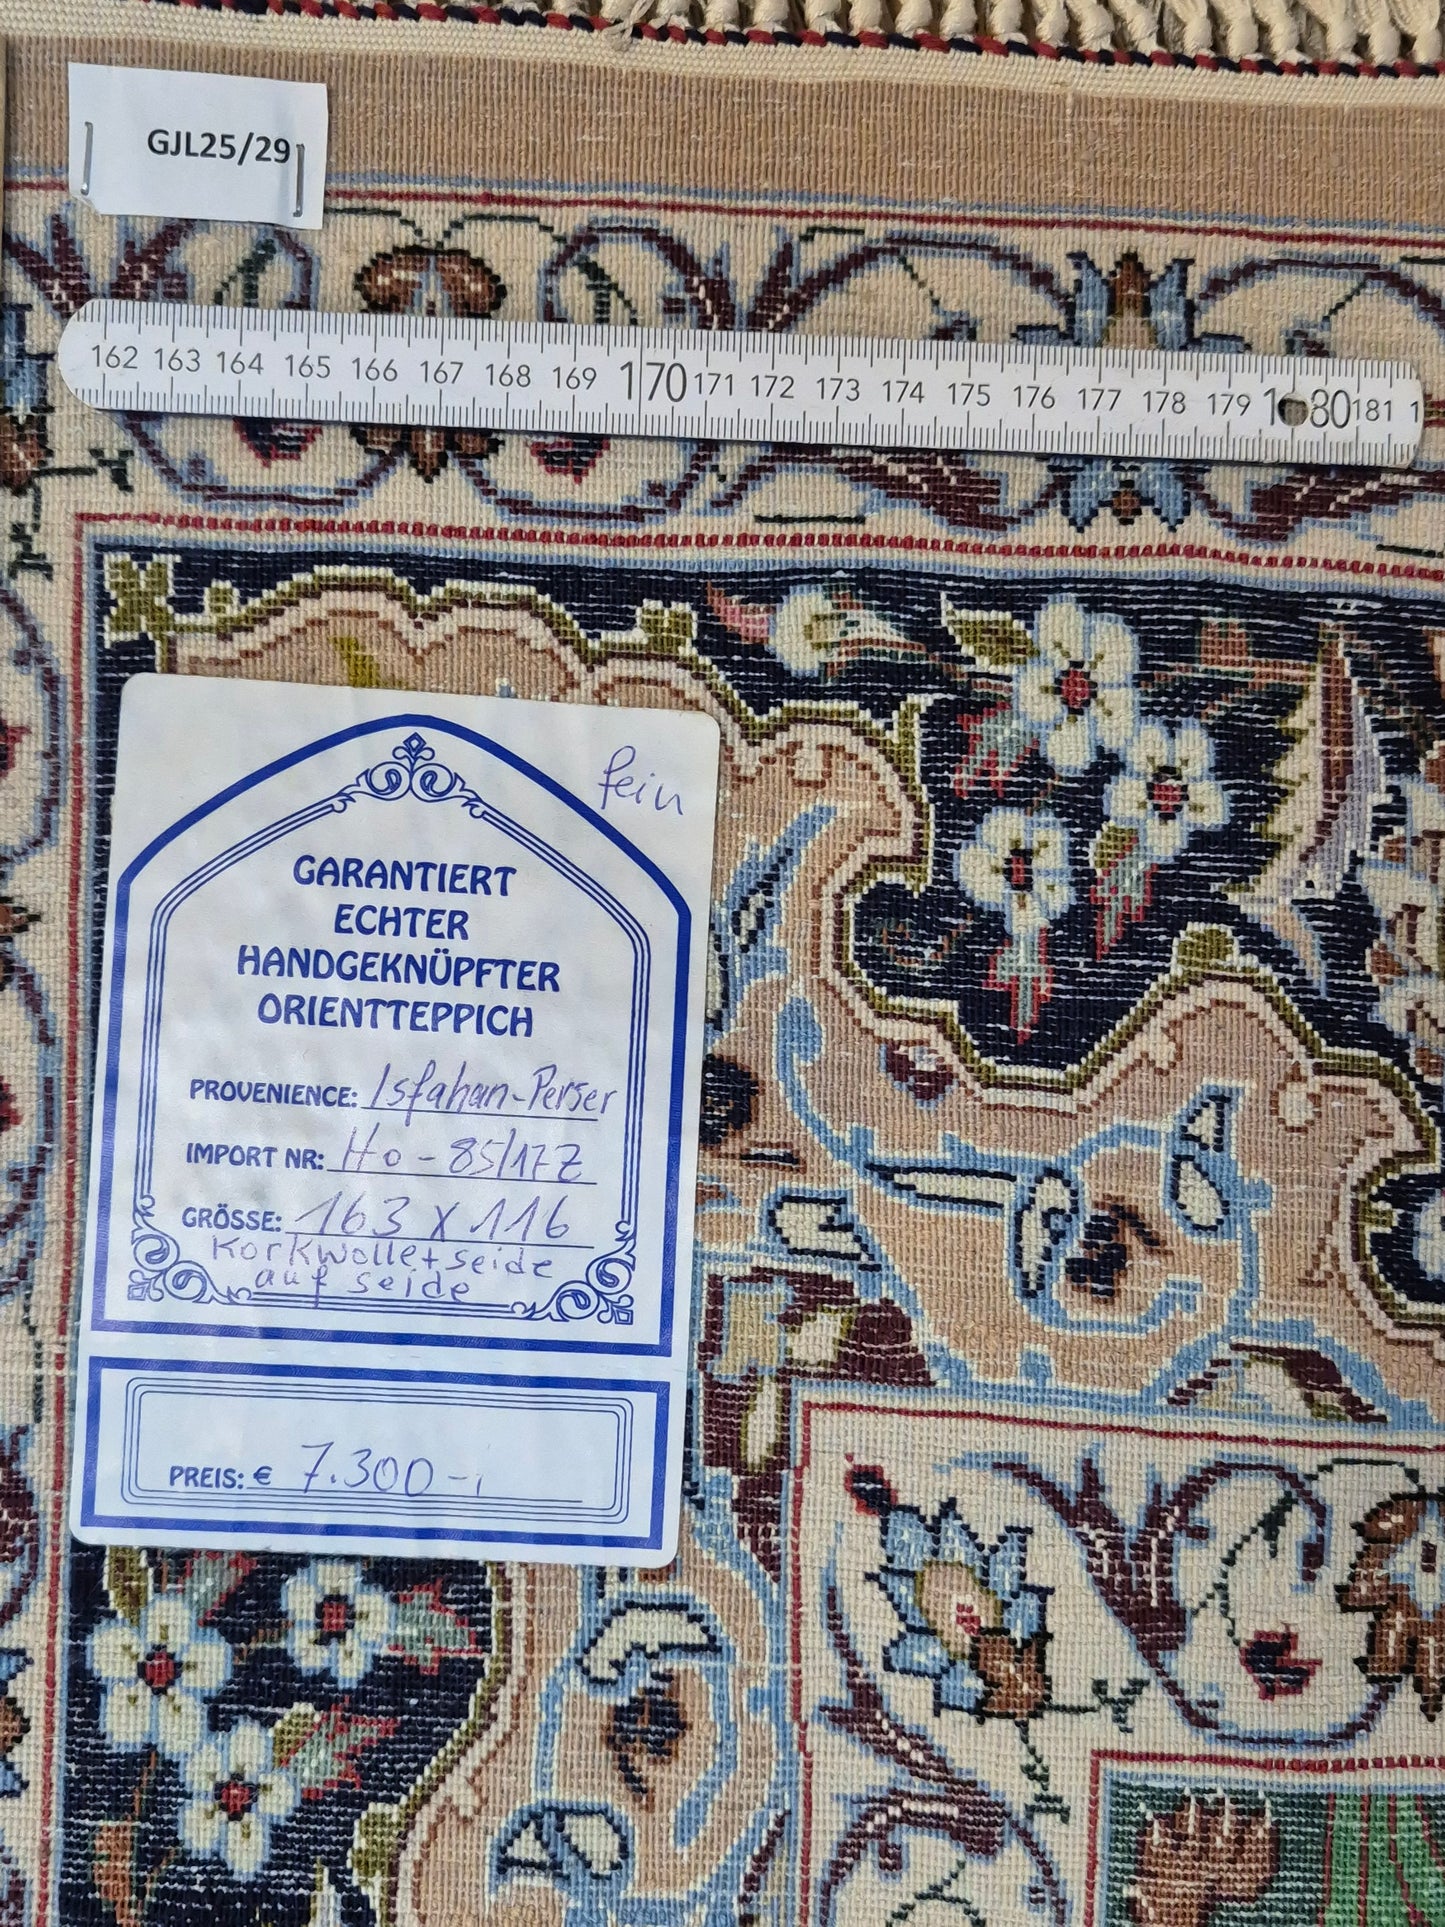 GJL25/29
162 163 164 165 166 167 168 169 170 171 172 173 174 175 176 177 178 179 180 181 1
fein
GARANTIERT
ECHTER
HANDGEKNÜPFTER
ORIENTTEPPICH
PROVENIENCE: Isfahan-Perser
IMPORT NR: Ho-85/17Z
GRÖSSE: 163 x 116
Korkwolle+seide
auf seide
PREIS: € 7.300-,